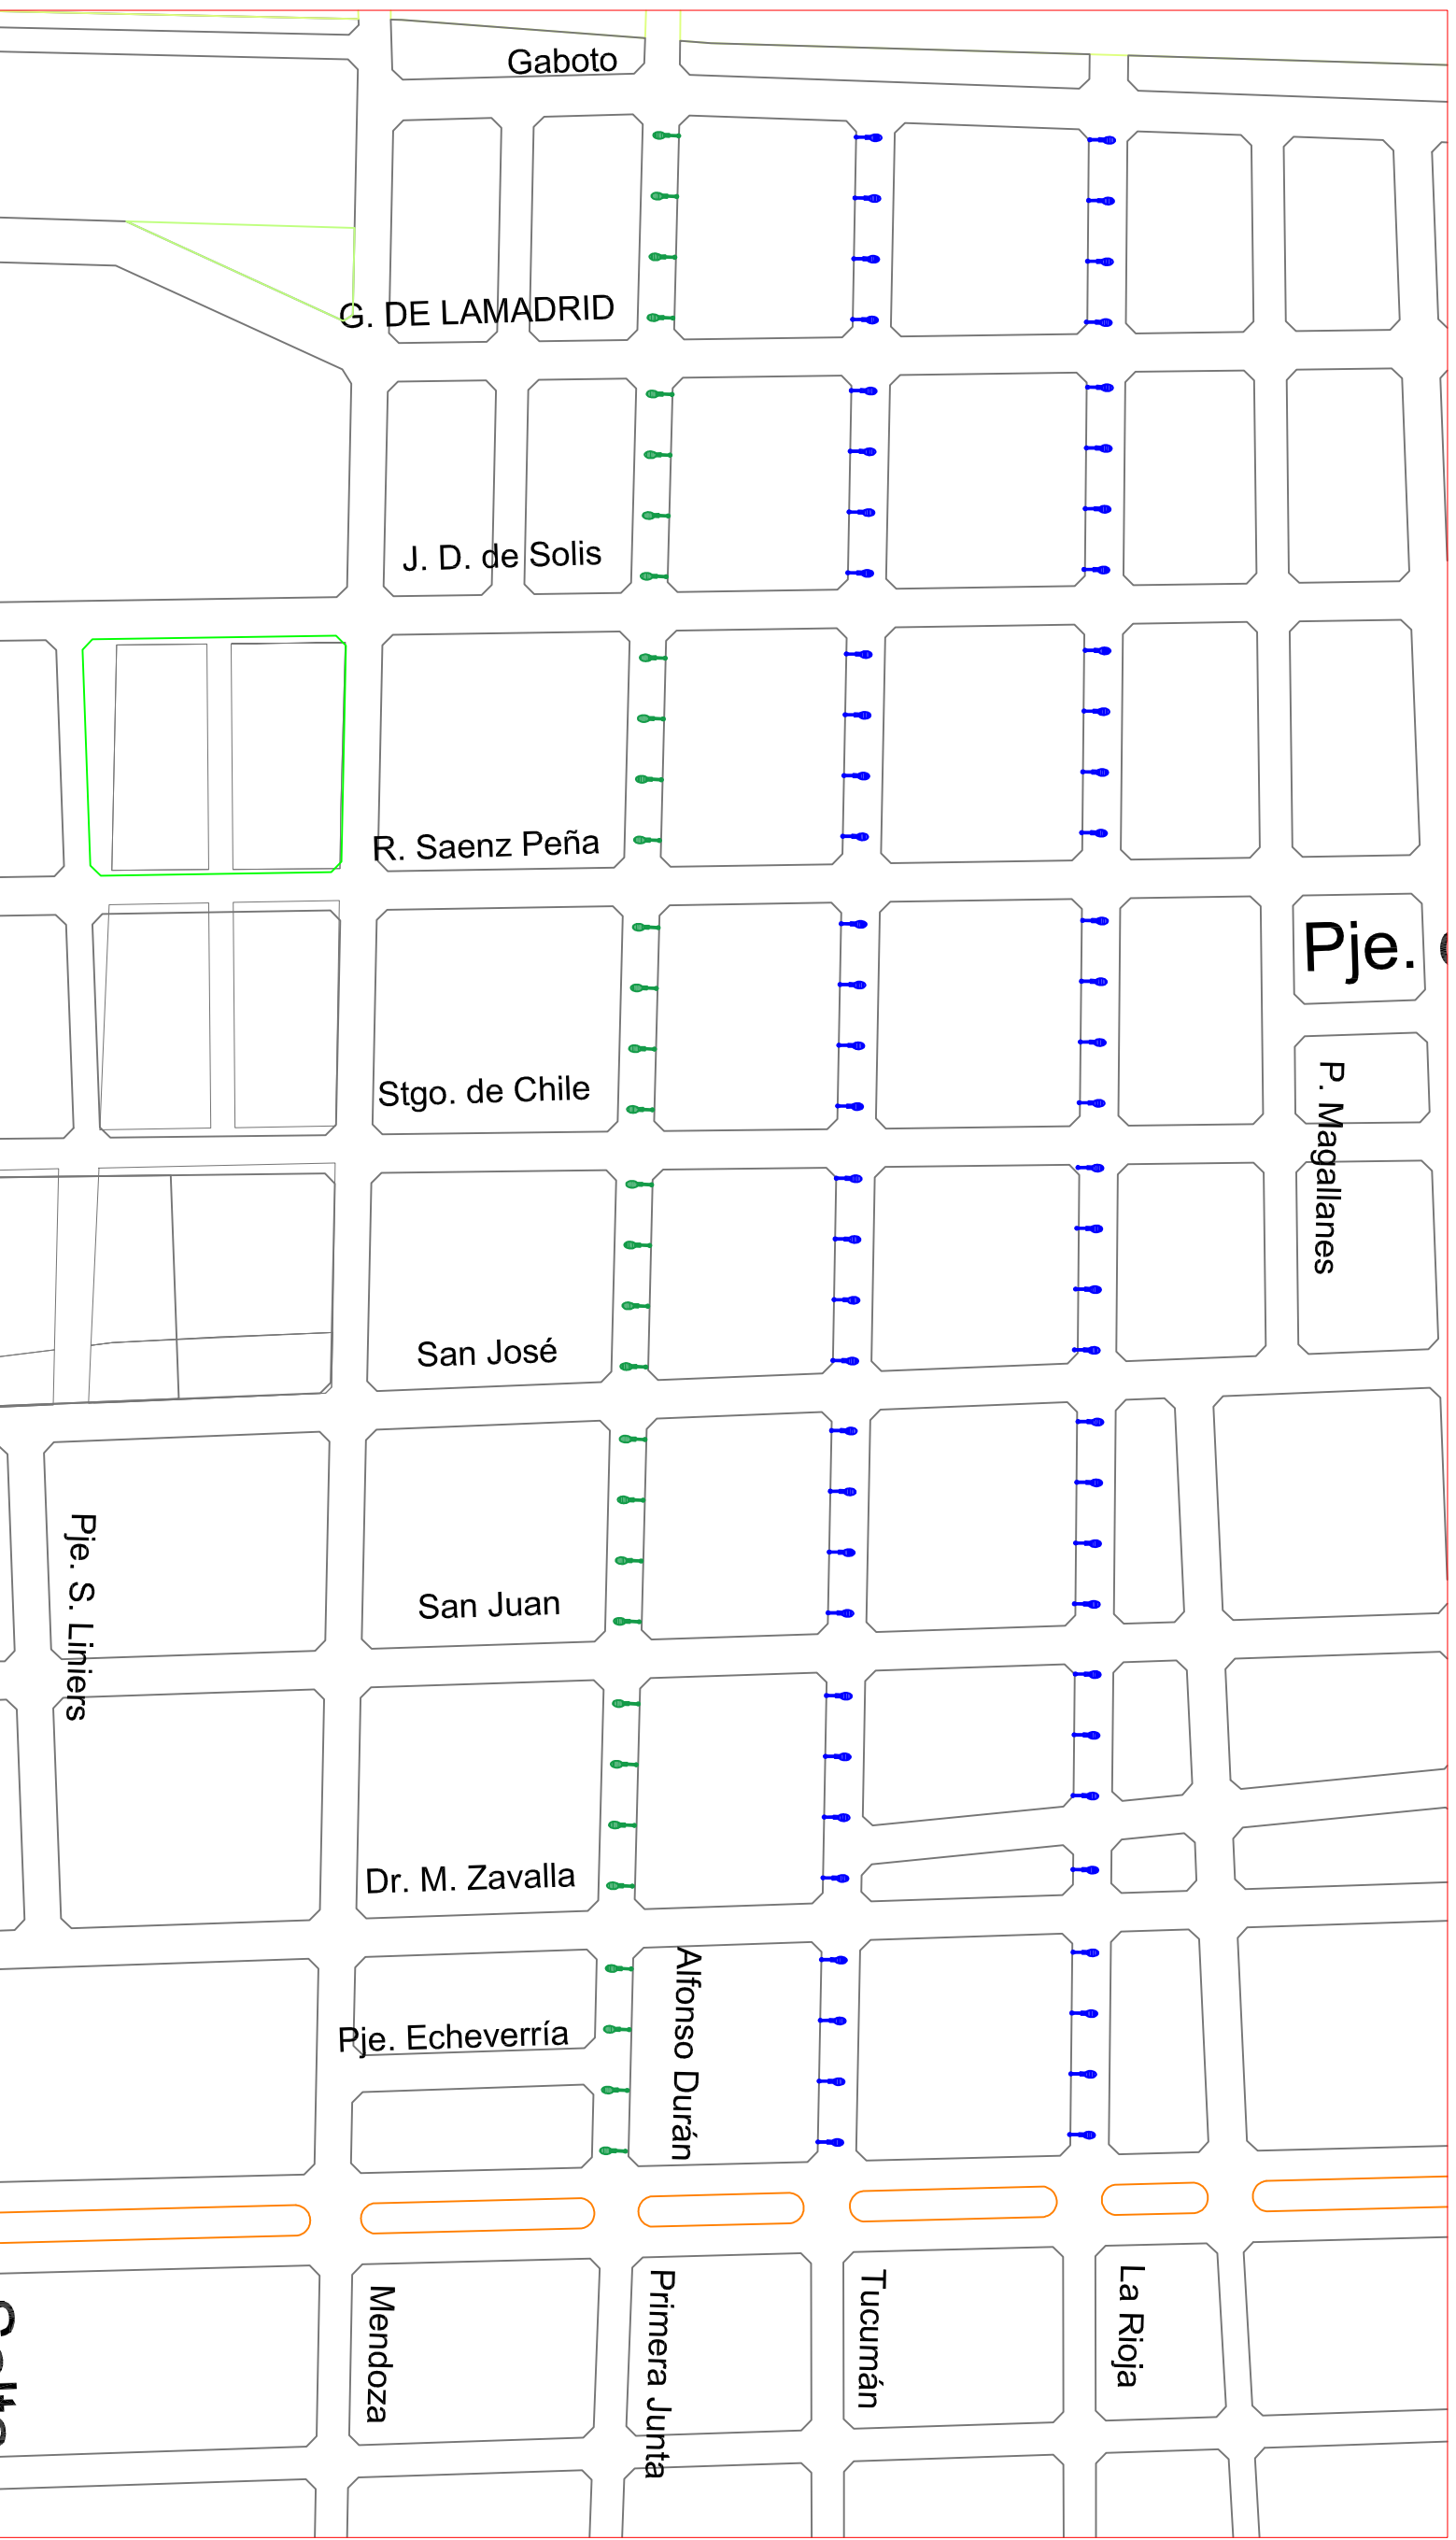 Gaboto
G. DE LAMADRID
J. D. de Solis
R. Saenz Peña
Pje.
Stgo. de Chile
P. Magallanes
San José
Pje. S. Liniers
San Juan
Dr. M. Zavalla
Alfonso Durán
Pje. Echeverría
Mendoza
Primera Junta
Tucumán
La Rioja